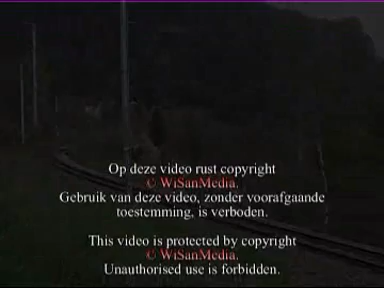 Op deze video rust copyright
© WiSanMedia.
Gebruik van deze video, zonder voorafgaande
toestemming, is verboden.
This video is protected by copyright
© WiSanMedia.
Unauthorised use is forbidden.